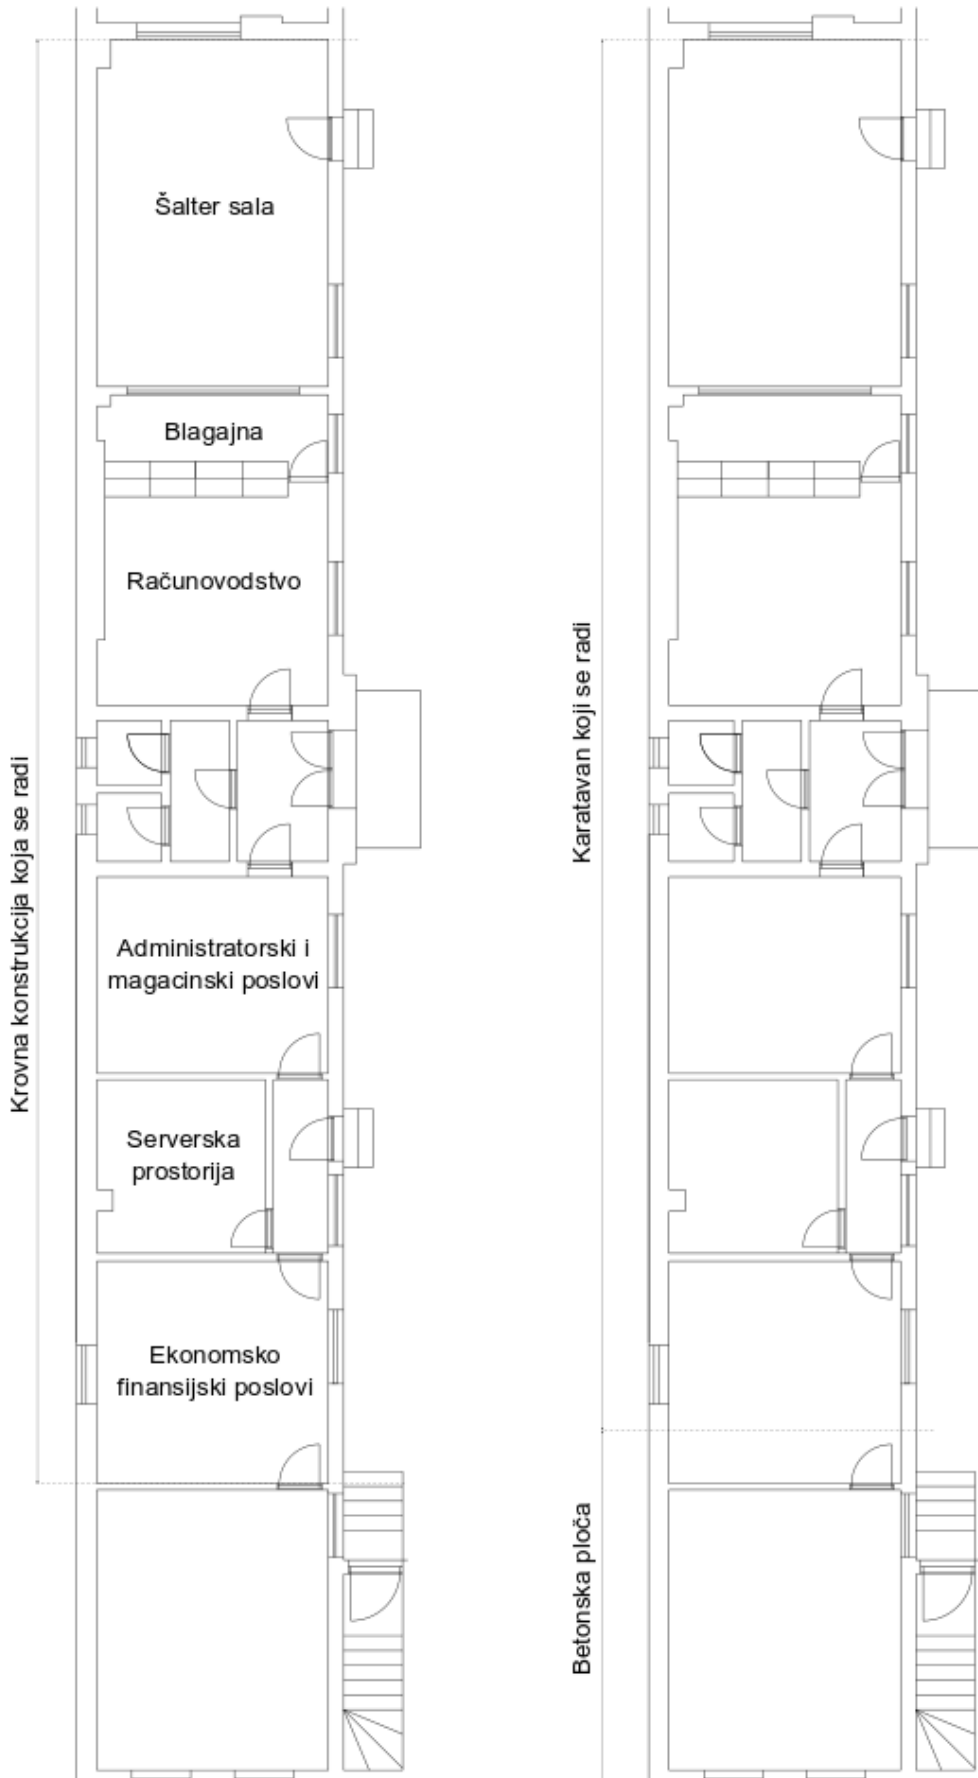 Šalter sala
Blagajna
Računovodstvo
Krovna konstrukcija koja se radi
Administratorski i
magacinski poslovi
Serverska
prostorija
Ekonomsko
finansijski poslovi
Karatavan koji se radi
Betonska ploča